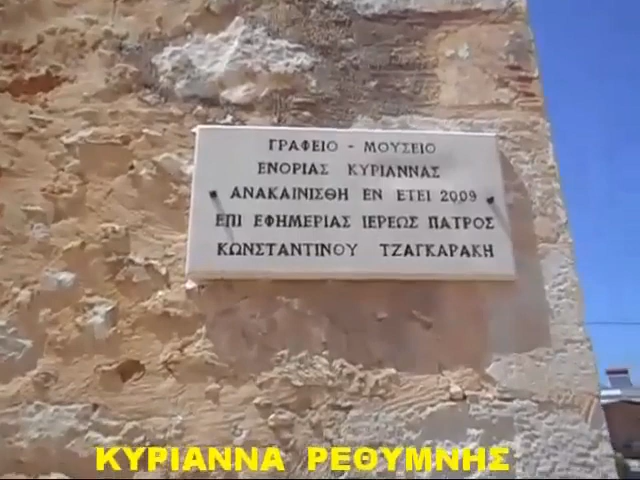 ΓΡΑΦΕΙΟ - ΜΟΥΣΕΙΟ
ΕΝΟΡΙΑΣ ΚΥΡΙΑΝΝΑΣ
ΑΝΑΚΑΙΝΙΣΘΗ ΕΝ ΕΤΕΙ 2009
ΕΠΙ ΕΦΗΜΕΡΙΑΣ ΙΕΡΕΩΣ ΠΑΤΡΟΣ
ΚΩΝΣΤΑΝΤΙΝΟΥ ΤΖΑΓΚΑΡΑΚΗ
ΚΥΡΙΑΝΝΑ ΡΕΘΥΜΝΗΣ